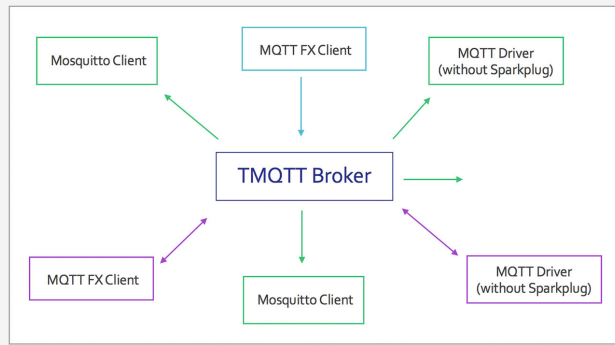 MQTT FX Client
Mosquitto Client
MQTT Driver
(without Sparkplug)
TMQTT Broker
MQTT FX Client
Mosquitto Client
MQTT Driver
(without Sparkplug)